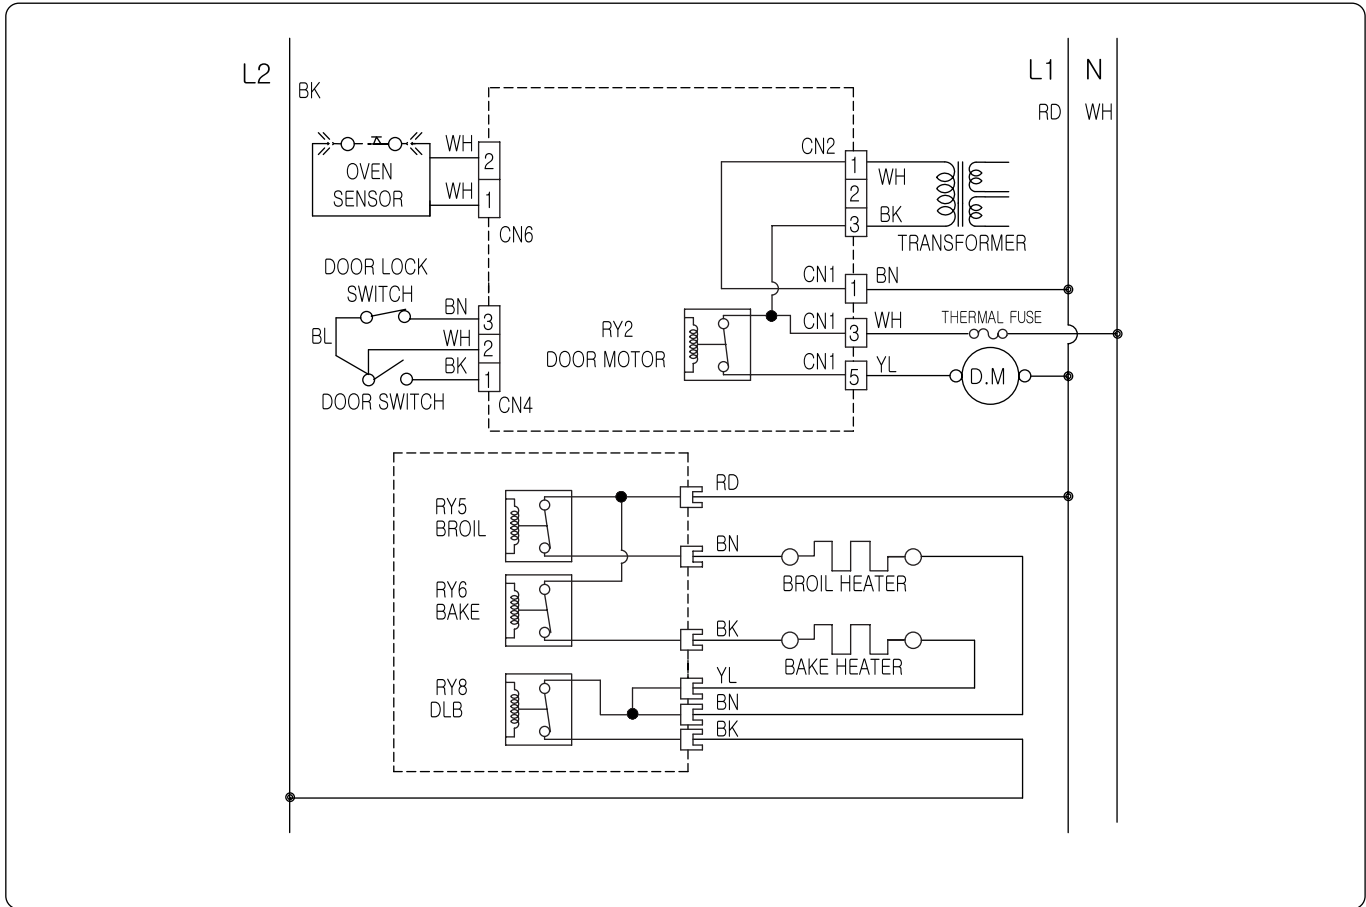 L2
BK
L1
N
RD
WH
OVEN
SENSOR
WH
2
WH
1
CN6
DOOR LOCK
SWITCH
BL
BN
3
WH
2
BK
1
DOOR SWITCH
CN4
CN2
1
WH
2
3
BK
TRANSFORMER
CN1
1
BN
RY2
DOOR MOTOR
CN1
3
WH
THERMAL FUSE
CN1
5
YL
D.M
RY5
BROIL
RD
BN
BROIL HEATER
RY6
BAKE
BK
BAKE HEATER
RY8
DLB
YL
BN
BK